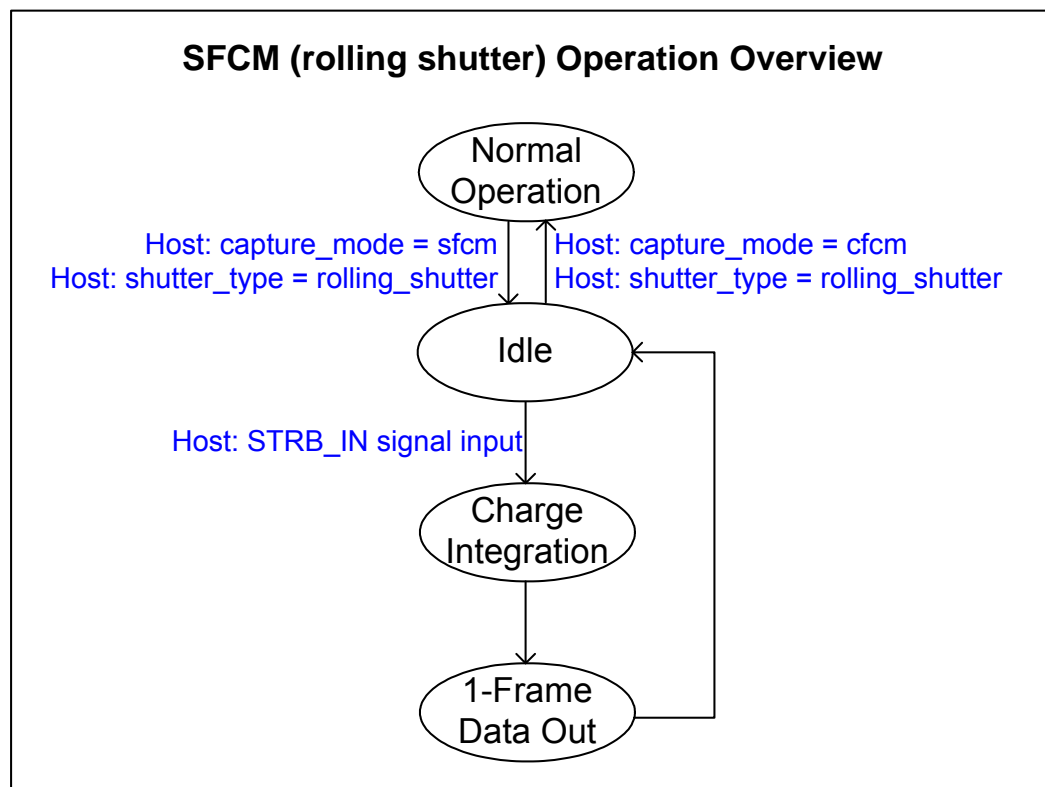 SFCM (rolling shutter) Operation Overview
Normal
Operation
Host: capture_mode = sfcm
Host: shutter_type = rolling_shutter
Host: capture_mode = cfcm
Host: shutter_type = rolling_shutter
Idle
Host: STRB_IN signal input
Charge
Integration
1-Frame
Data Out